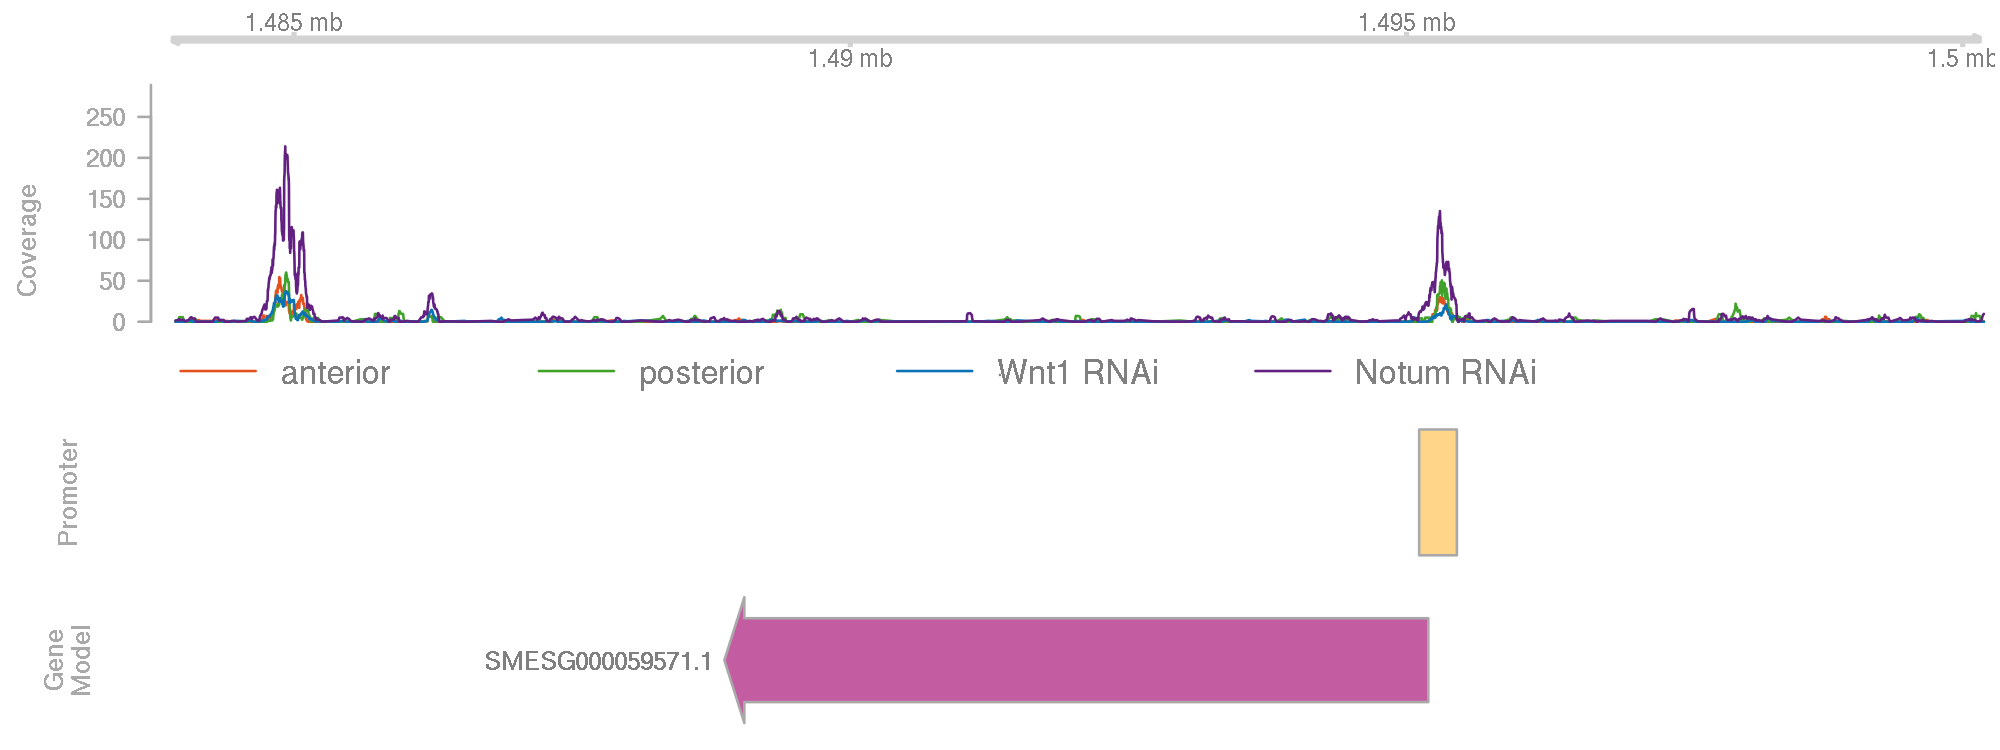 1.485 mb
1.495 mb
1.49 mb
1.5 mb
Coverage
250
200
150
100
50
0
anterior
posterior
Wnt1 RNAi
Notum RNAi
Promoter
Gene
Model
SMESG000059571.1